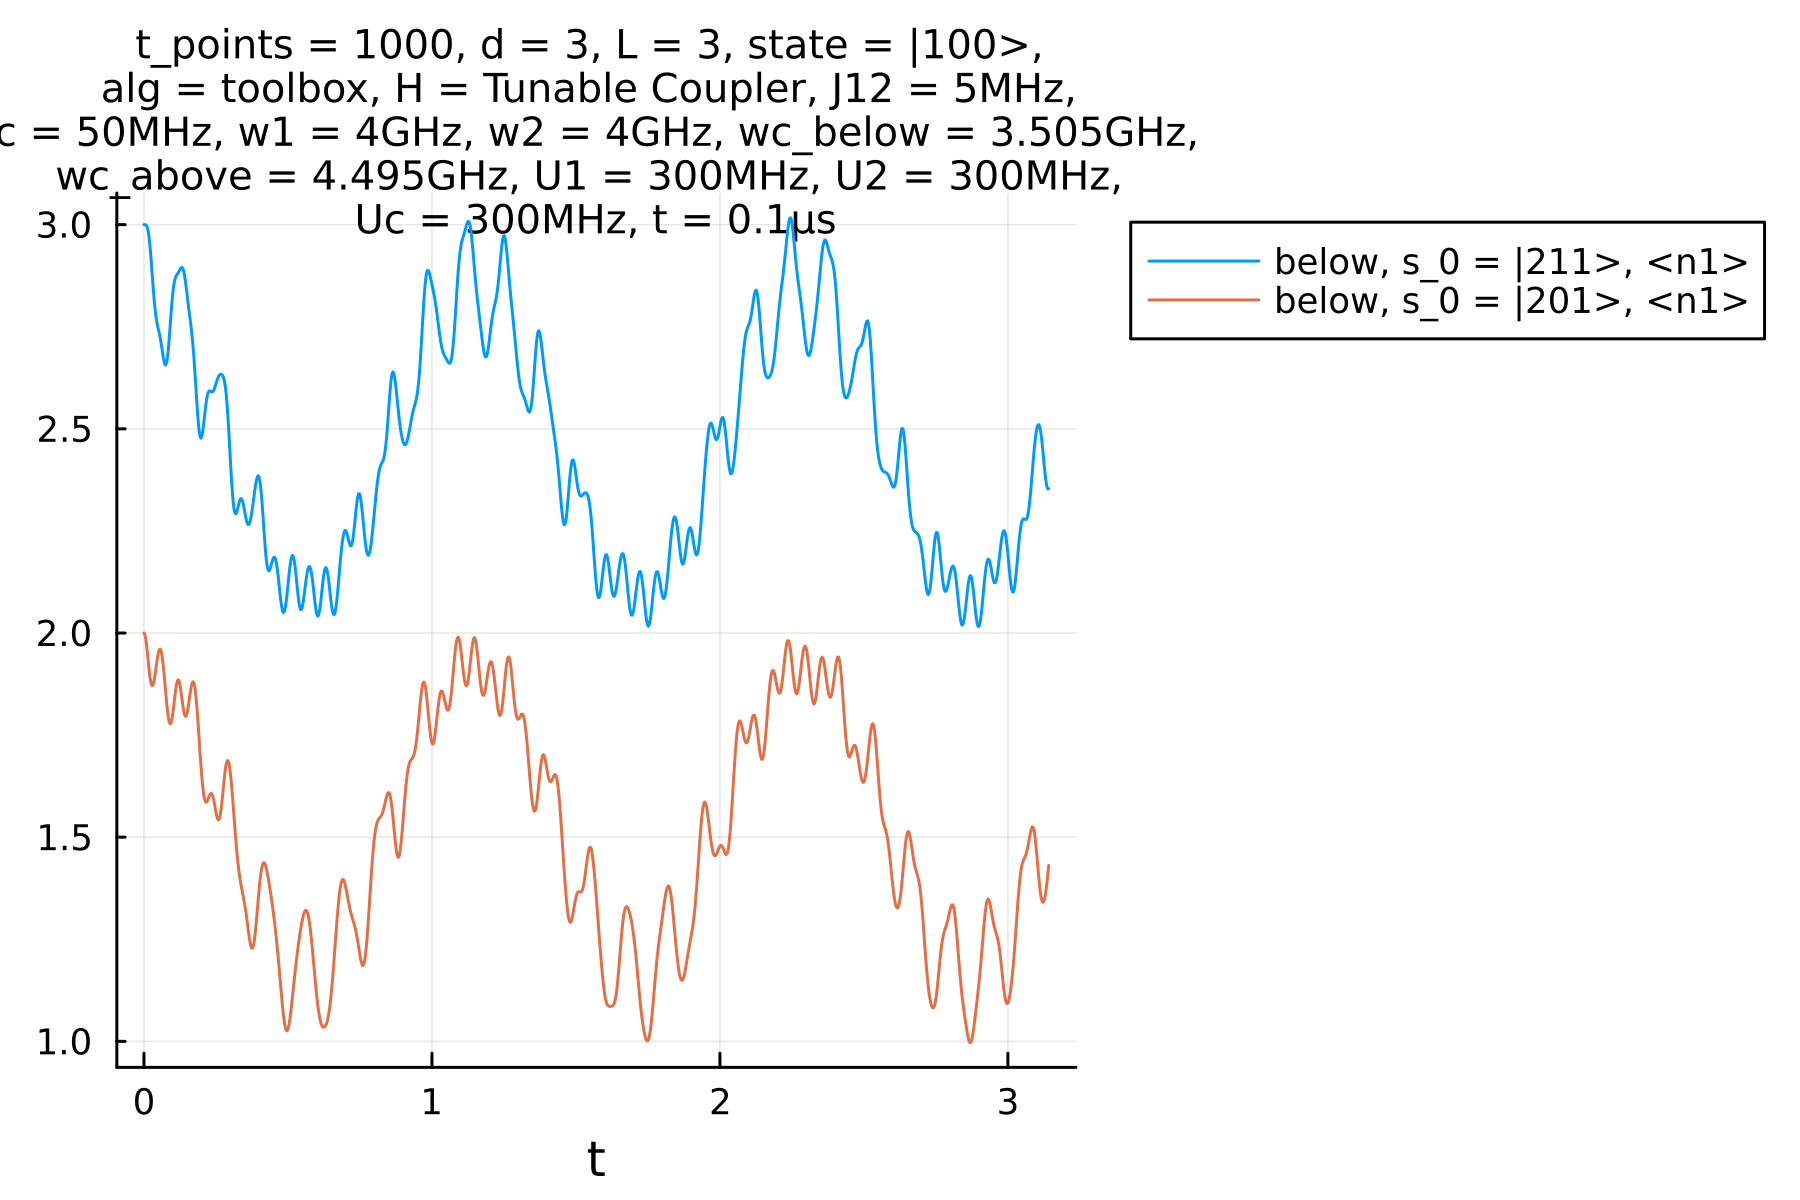 t_points = 1000, d = 3, L = 3, state = |100>,
alg = toolbox, H = Tunable Coupler, J12 = 5MHz,
c = 50MHz, w1 = 4GHz, w2 = 4GHz, wc_below = 3.505GHz,
wc_above = 4.495GHz, U1 = 300MHz, U2 = 300MHz,
Uc = 300MHz, t = 0.1µs
3.0
2.5
2.0
1.5
1.0
0 1 2 3
t
below, s_0 = |211>, <n1>
below, s_0 = |201>, <n1>